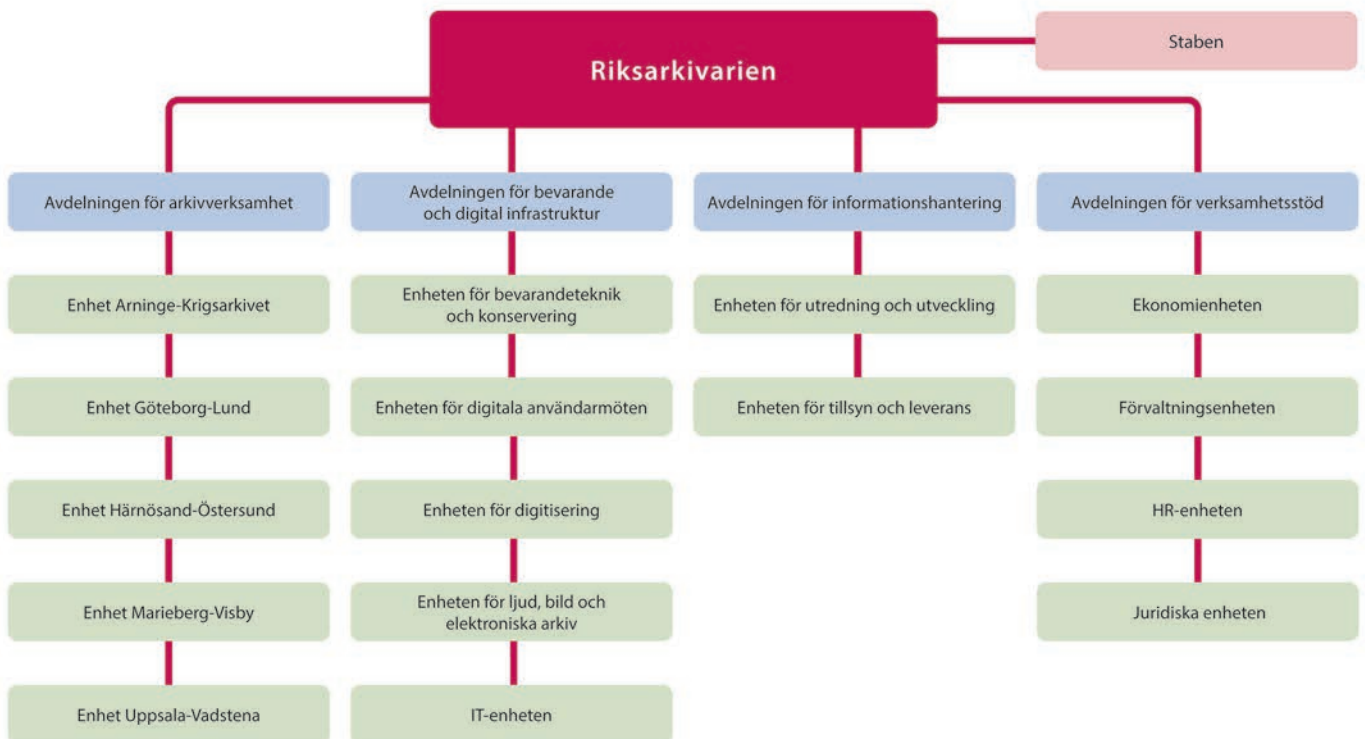 Riksarkivarien
Staben
Avdelningen för arkivverksamhet
Enhet Arninge-Krigsarkivet
Enhet Göteborg-Lund
Enhet Härnösand-Östersund
Enhet Marieberg-Visby
Enhet Uppsala-Vadstena
Avdelningen för bevarande
och digital infrastruktur
Enheten för bevarandeteknik
och konservering
Enheten för digitala användarmöten
Enheten för digitisering
Enheten för ljud, bild och
elektroniska arkiv
IT-enheten
Avdelningen för informationshantering
Enheten för utredning och utveckling
Enheten för tillsyn och leverans
Avdelningen för verksamhetsstöd
Ekonomienheten
Förvaltningsenheten
HR-enheten
Juridiska enheten